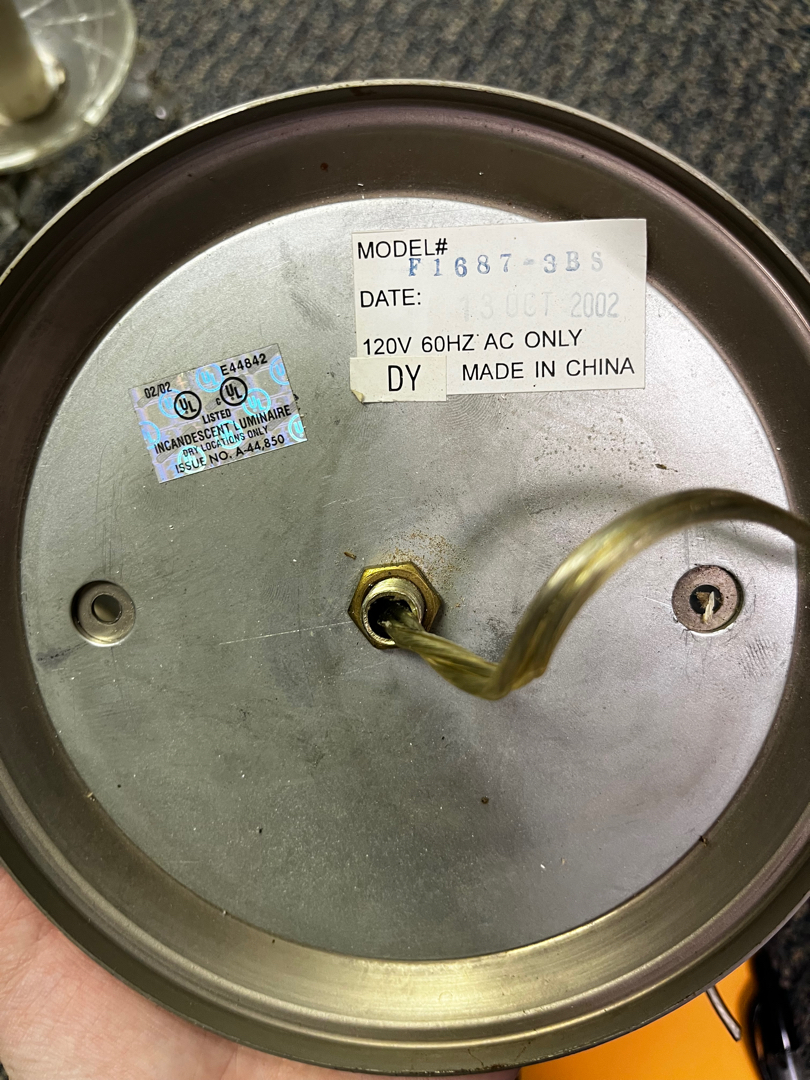 MODEL# F1687-3BS
DATE: 13 OCT 2002
120V 60HZ AC ONLY
DY MADE IN CHINA
02/02 E44842
UL c UL
LISTED
INCANDESCENT LUMINAIRE
DRY LOCATIONS ONLY
ISSUE NO. A-44,850